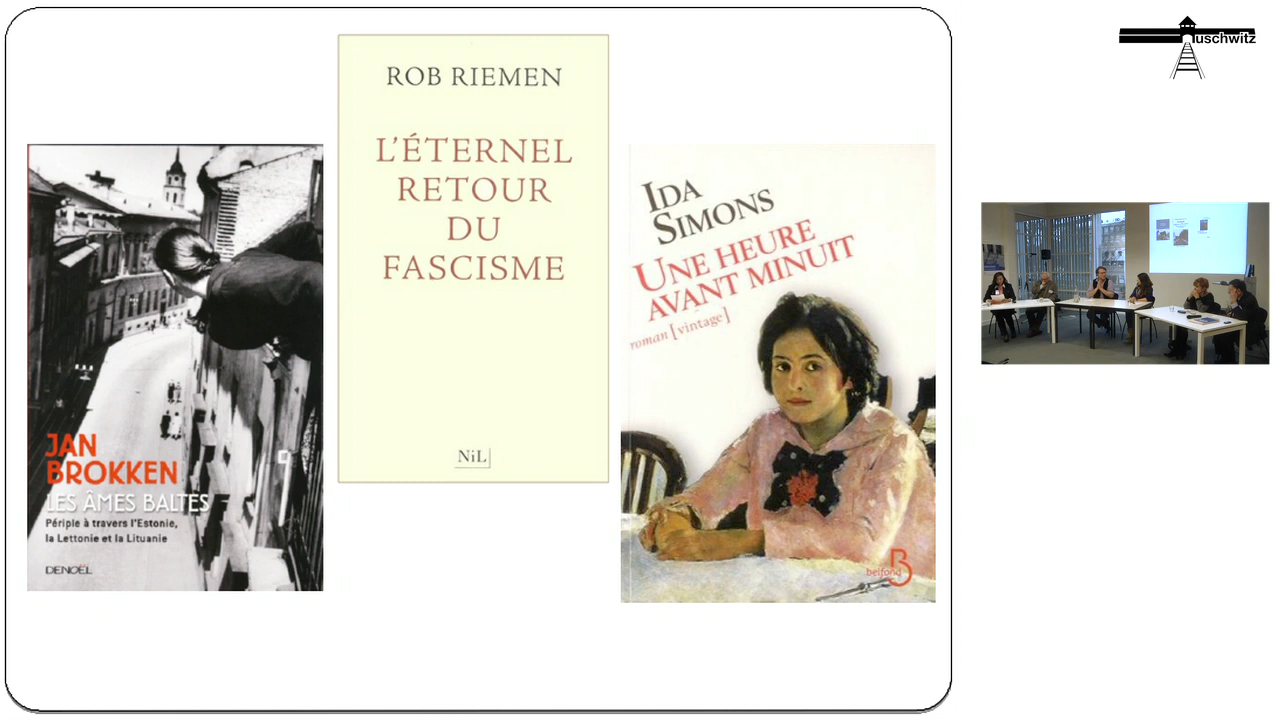 ROB RIEMEN
L'ÉTERNEL
RETOUR
DU
FASCISME
NiL
JAN
BROKKEN
LES ÂMES BALTES
Périple à travers l'Estonie,
la Lettonie et la Lituanie
DENOËL
IDA
SIMONS
UNE HEURE
AVANT MINUIT
roman [vintage]
belfond
B
uschwitz